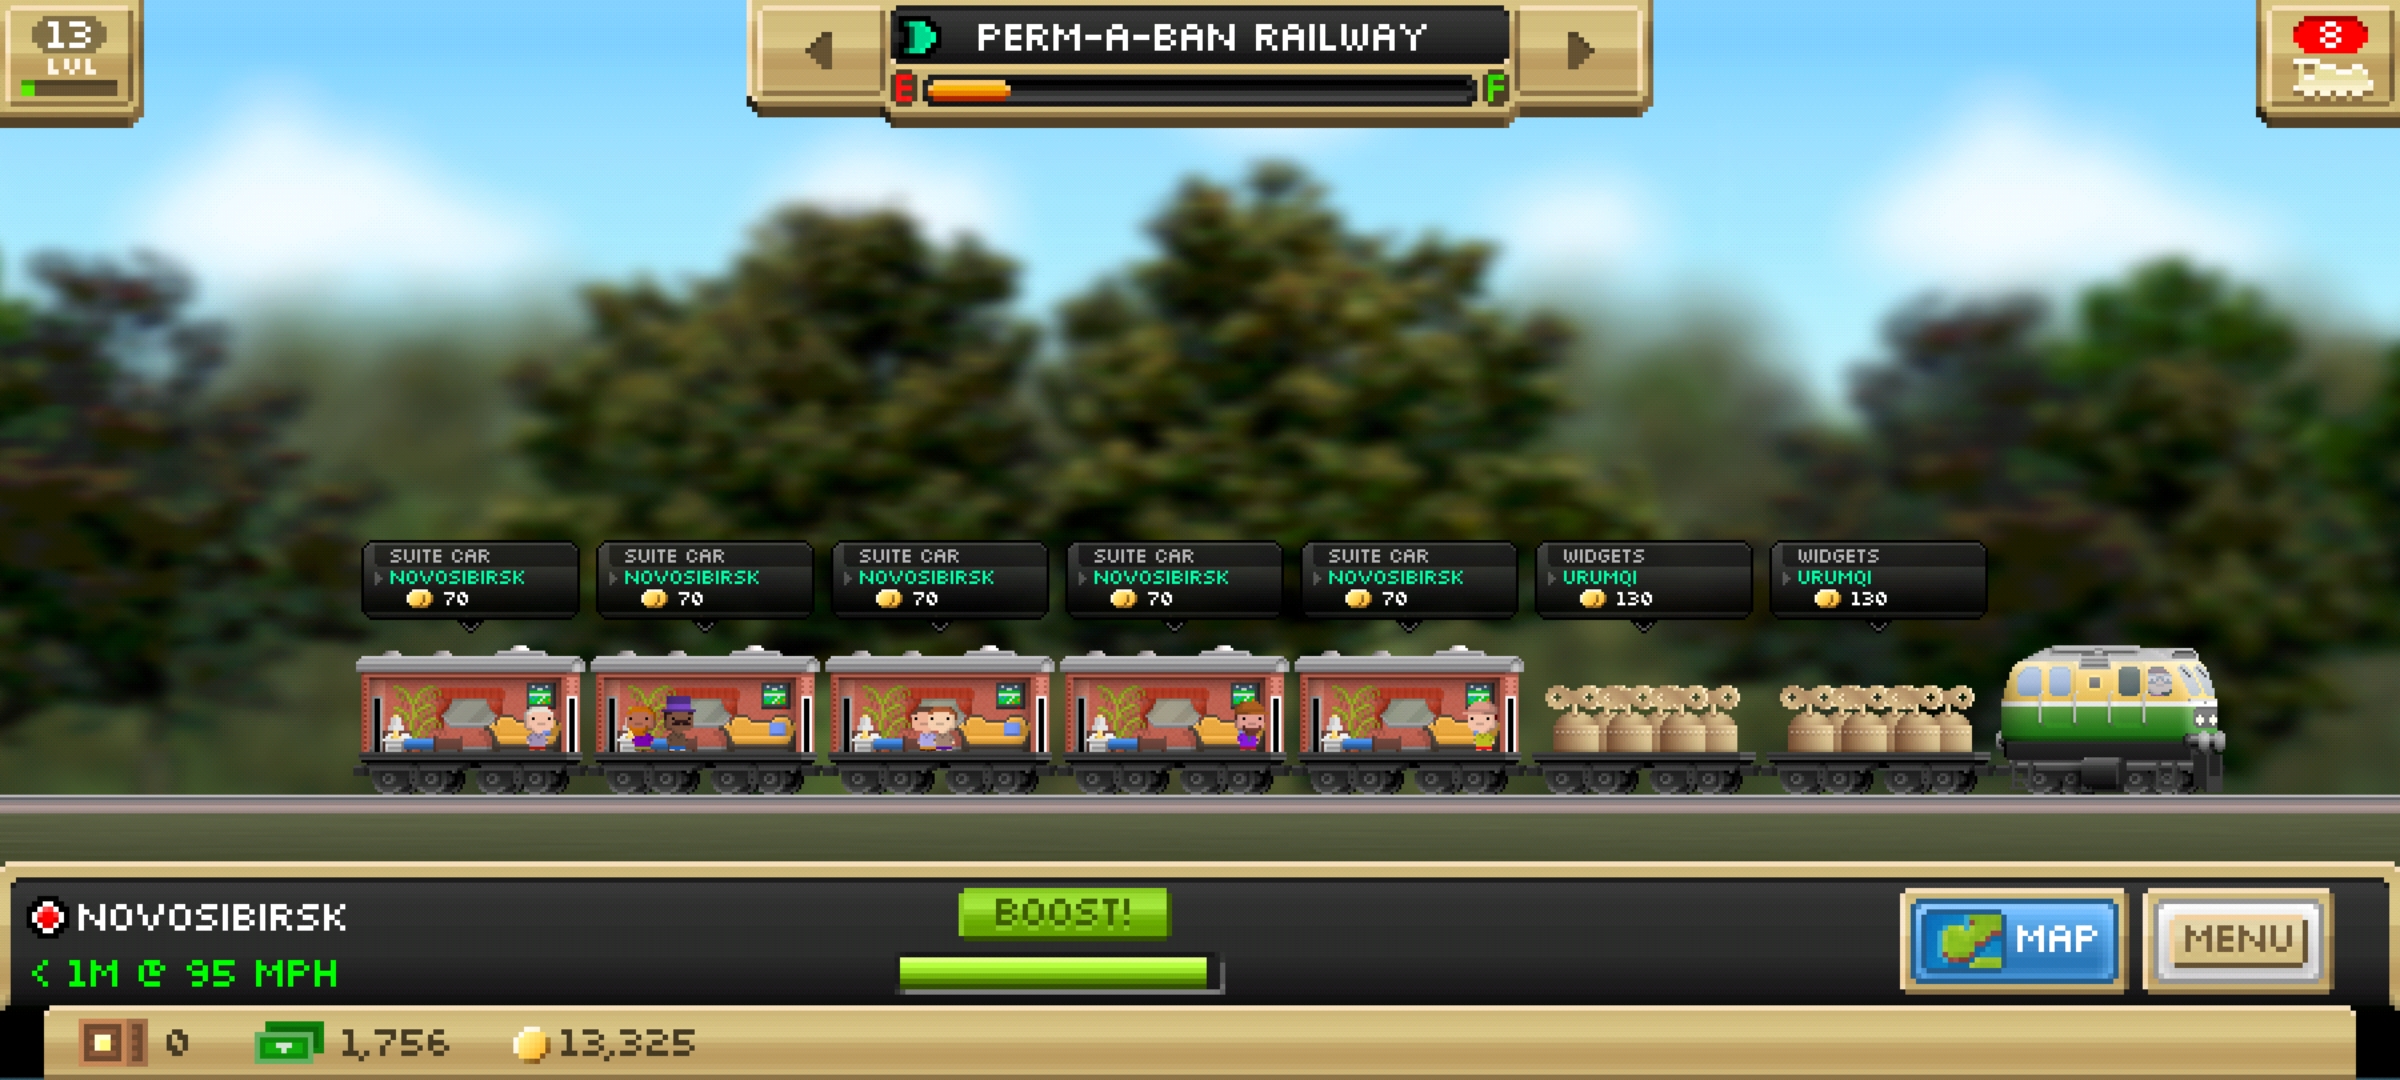 13
LVL
PERM-A-BAN RAILWAY
E F
8
SUITE CAR
NOVOSIBIRSK
70
SUITE CAR
NOVOSIBIRSK
70
SUITE CAR
NOVOSIBIRSK
70
SUITE CAR
NOVOSIBIRSK
70
SUITE CAR
NOVOSIBIRSK
70
WIDGETS
URUMQI
130
WIDGETS
URUMQI
130
NOVOSIBIRSK
< 1M @ 95 MPH
BOOST!
MAP
MENU
0 1,756 13,325